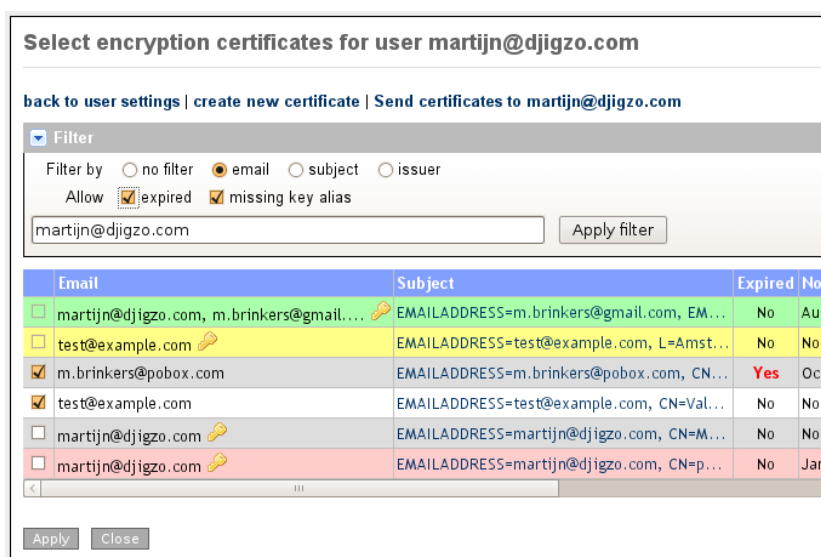 Select encryption certificates for user martijn@djigzo.com
back to user settings | create new certificate | Send certificates to martijn@djigzo.com
Filter
Filter by no filter email subject issuer
Allow expired missing key alias
martijn@djigzo.com Apply filter
Email Subject Expired No
martijn@djigzo.com, m.brinkers@gmail.... EMAILADDRESS=m.brinkers@gmail.com, EM... No Au
test@example.com EMAILADDRESS=test@example.com, L=Amst... No No
m.brinkers@pobox.com EMAILADDRESS=m.brinkers@pobox.com, CN... Yes Oc
test@example.com EMAILADDRESS=test@example.com, CN=Val... No No
martijn@djigzo.com EMAILADDRESS=martijn@djigzo.com, CN=M... No No
martijn@djigzo.com EMAILADDRESS=martijn@djigzo.com, CN=p... No Jan
Apply Close